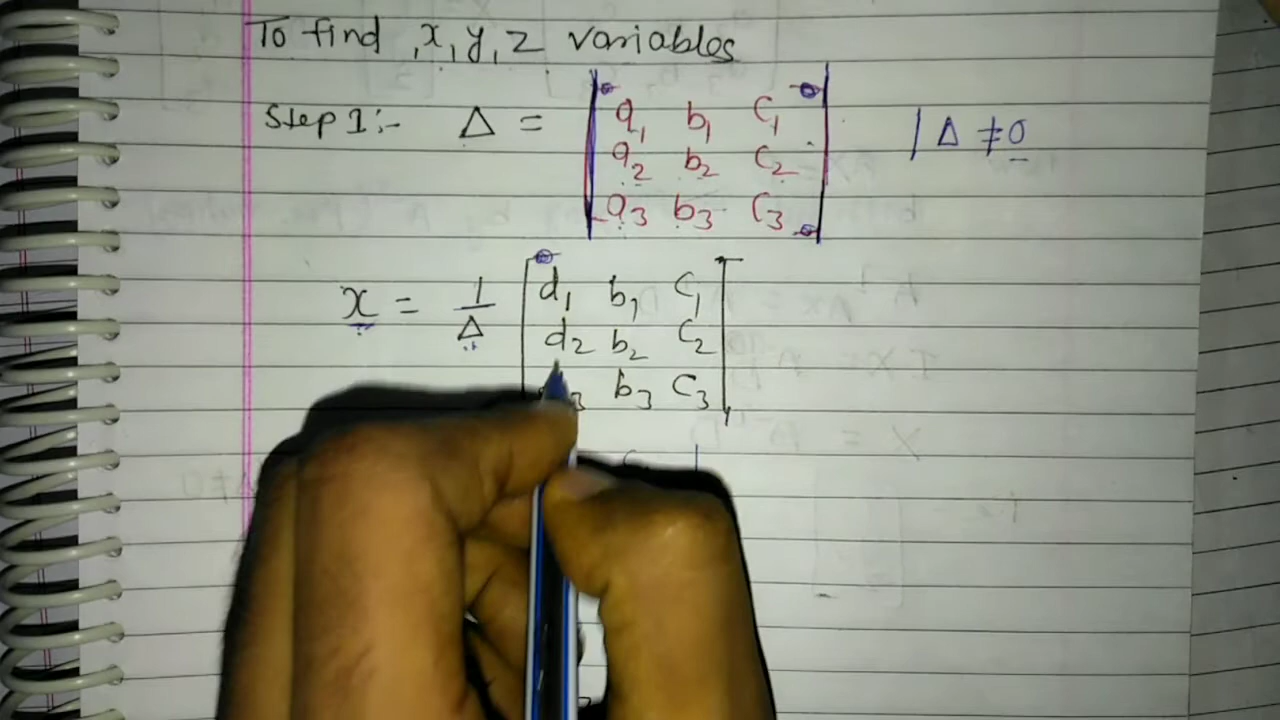 To find ,x,y,z variables
Step 1:- Δ = | a1 b1 c1 | | Δ ≠ 0
a2 b2 c2
a3 b3 c3
x = 1/Δ [ d1 b1 c1 ]
d2 b2 c2
3 b3 c3